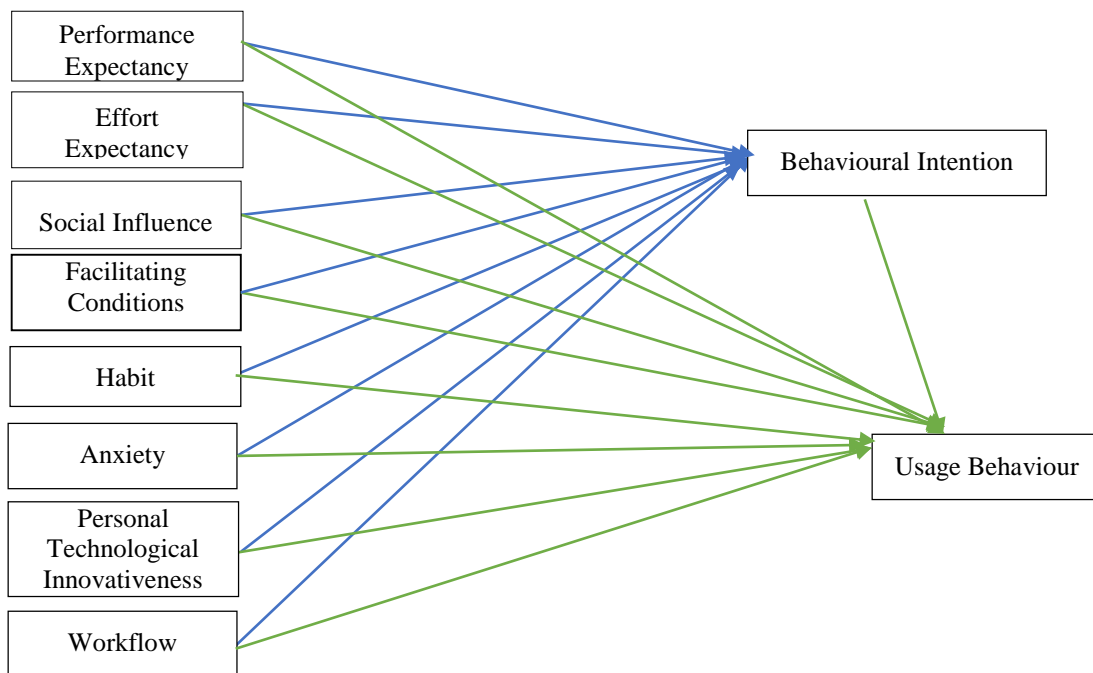 Performance
Expectancy
Effort
Expectancy
Social Influence
Facilitating
Conditions
Habit
Anxiety
Personal
Technological
Innovativeness
Workflow
Behavioural Intention
Usage Behaviour